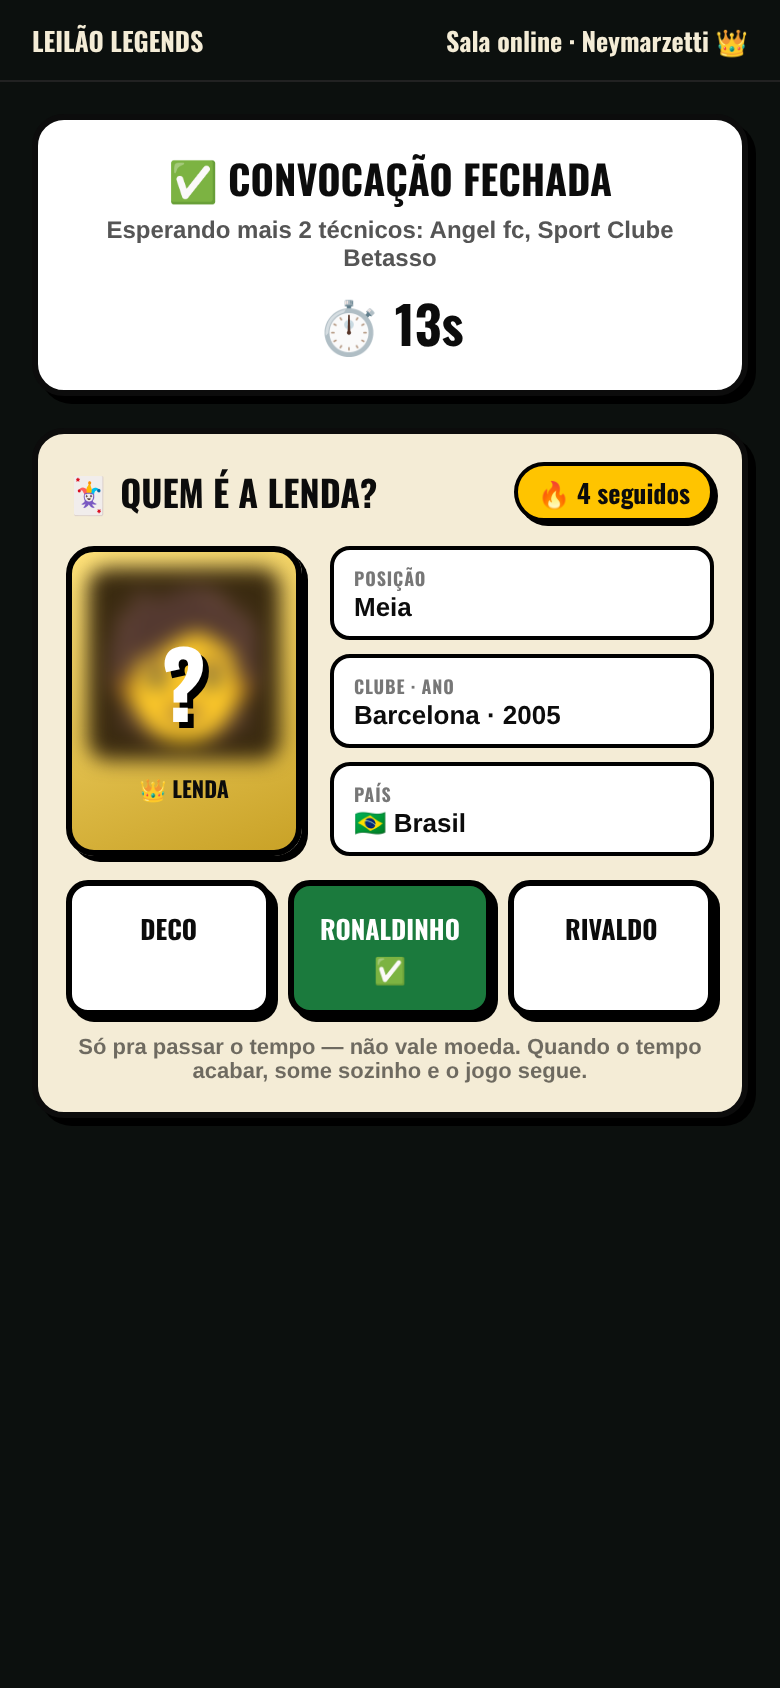 LEILÃO LEGENDS
Sala online · Neymarzetti 👑
✅ CONVOCAÇÃO FECHADA
Esperando mais 2 técnicos: Angel fc, Sport Clube
Betasso
⏱️ 13s
🃏 QUEM É A LENDA?
🔥 4 seguidos
?
👑 LENDA
POSIÇÃO
Meia
CLUBE · ANO
Barcelona · 2005
PAÍS
🇧🇷 Brasil
DECO
RONALDINHO
✅
RIVALDO
Só pra passar o tempo — não vale moeda. Quando o tempo
acabar, some sozinho e o jogo segue.